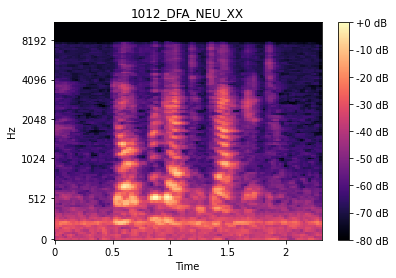 1012_DFA_NEU_XX
8192
4096
2048
1024
512
0
Hz
0
0.5
1
1.5
2
Time
+0 dB
-10 dB
-20 dB
-30 dB
-40 dB
-50 dB
-60 dB
-70 dB
-80 dB